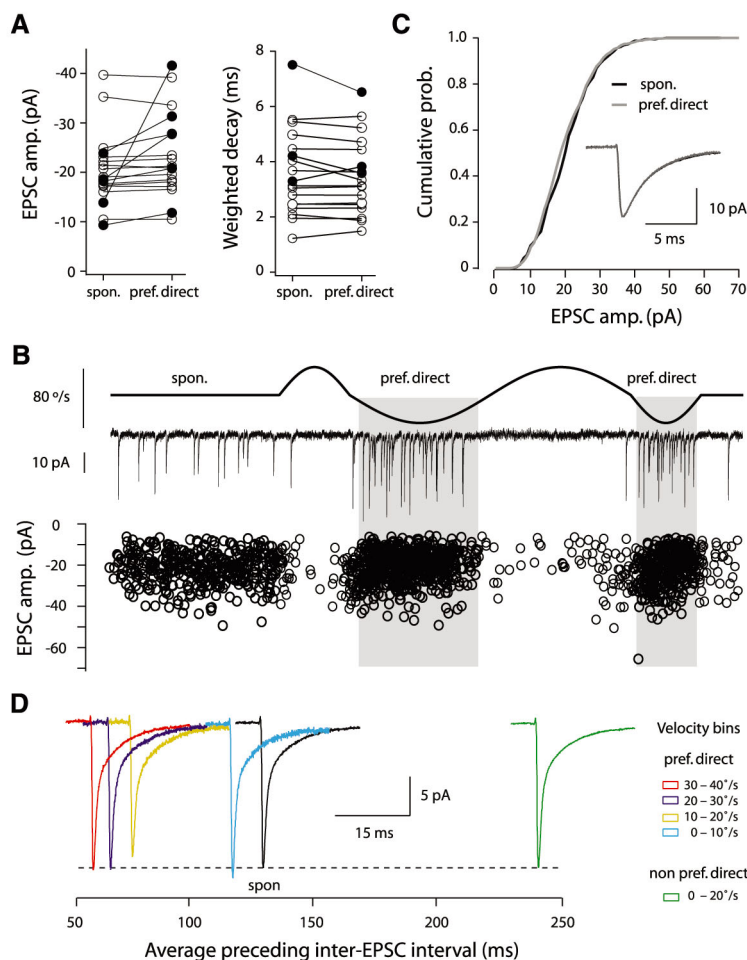 A
EPSC amp. (pA)
-40
-30
-20
-10
0
spon.
pref. direct
Weighted decay (ms)
8
6
4
2
0
spon.
pref. direct
C
Cumulative prob.
1.0
0.8
0.6
0.4
0.2
0
spon.
pref. direct
10 pA
5 ms
0 10 20 30 40 50 60 70
EPSC amp. (pA)
B
80 º/s
spon.
pref. direct
pref. direct
10 pA
EPSC amp. (pA)
0
-20
-40
-60
D
5 pA
15 ms
spon
50 100 150 200 250
Average preceding inter-EPSC interval (ms)
Velocity bins
pref. direct
30 – 40˚/s
20 – 30˚/s
10 – 20˚/s
0 – 10˚/s
non pref. direct
0 – 20˚/s